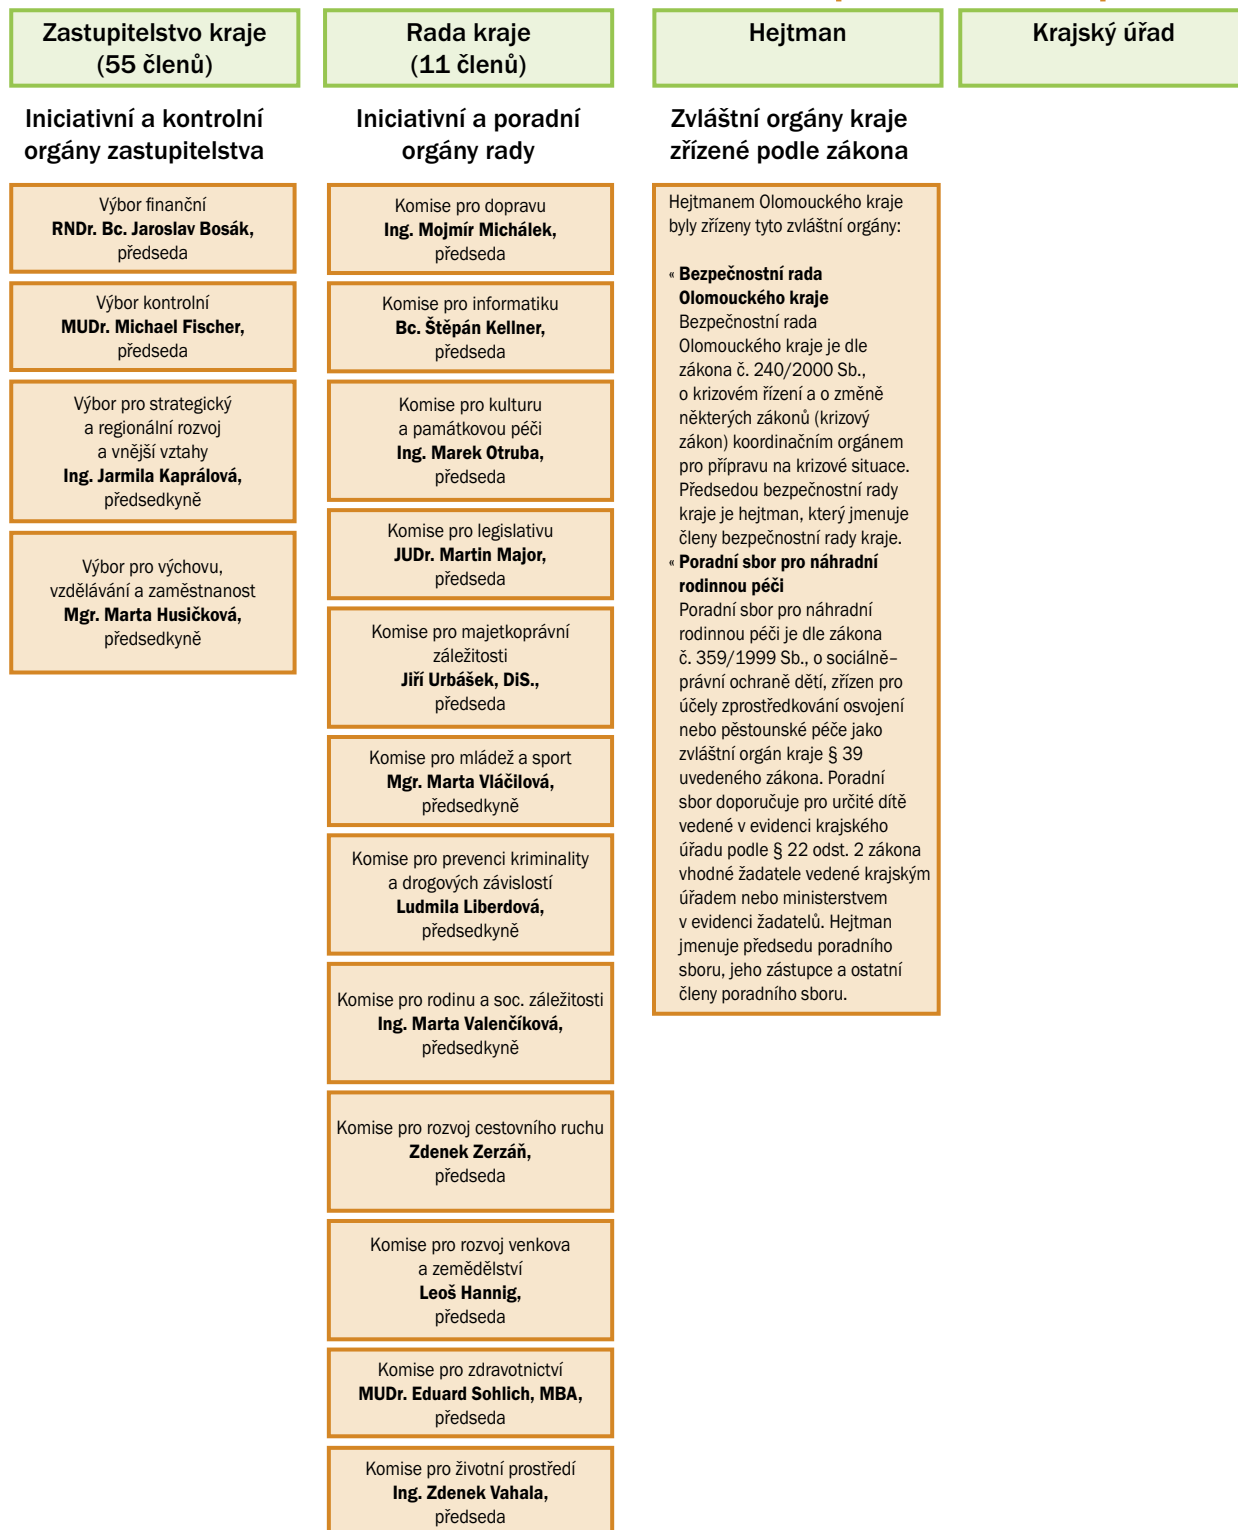 Zastupitelstvo kraje
(55 členů)
Iniciativní a kontrolní
orgány zastupitelstva
Výbor finanční
RNDr. Bc. Jaroslav Bosák,
předseda
Výbor kontrolní
MUDr. Michael Fischer,
předseda
Výbor pro strategický
a regionální rozvoj
a vnější vztahy
Ing. Jarmila Kaprálová,
předsedkyně
Výbor pro výchovu,
vzdělávání a zaměstnanost
Mgr. Marta Husičková,
předsedkyně
Rada kraje
(11 členů)
Iniciativní a poradní
orgány rady
Komise pro dopravu
Ing. Mojmír Michálek,
předseda
Komise pro informatiku
Bc. Štěpán Kellner,
předseda
Komise pro kulturu
a památkovou péči
Ing. Marek Otruba,
předseda
Komise pro legislativu
JUDr. Martin Major,
předseda
Komise pro majetkoprávní
záležitosti
Jiří Urbášek, DiS.,
předseda
Komise pro mládež a sport
Mgr. Marta Vláčilová,
předsedkyně
Komise pro prevenci kriminality
a drogových závislostí
Ludmila Liberdová,
předsedkyně
Komise pro rodinu a soc. záležitosti
Ing. Marta Valenčíková,
předsedkyně
Komise pro rozvoj cestovního ruchu
Zdenek Zerzáň,
předseda
Komise pro rozvoj venkova
a zemědělství
Leoš Hannig,
předseda
Komise pro zdravotnictví
MUDr. Eduard Sohlich, MBA,
předseda
Komise pro životní prostředí
Ing. Zdenek Vahala,
předseda
Hejtman
Zvláštní orgány kraje
zřízené podle zákona
Hejtmanem Olomouckého kraje
byly zřízeny tyto zvláštní orgány:
« Bezpečnostní rada
Olomouckého kraje
Bezpečnostní rada
Olomouckého kraje je dle
zákona č. 240/2000 Sb.,
o krizovém řízení a o změně
některých zákonů (krizový
zákon) koordinačním orgánem
pro přípravu na krizové situace.
Předsedou bezpečnostní rady
kraje je hejtman, který jmenuje
členy bezpečnostní rady kraje.
« Poradní sbor pro náhradní
rodinnou péči
Poradní sbor pro náhradní
rodinnou péči je dle zákona
č. 359/1999 Sb., o sociálně–
právní ochraně dětí, zřízen pro
účely zprostředkování osvojení
nebo pěstounské péče jako
zvláštní orgán kraje § 39
uvedeného zákona. Poradní
sbor doporučuje pro určité dítě
vedené v evidenci krajského
úřadu podle § 22 odst. 2 zákona
vhodné žadatele vedené krajským
úřadem nebo ministerstvem
v evidenci žadatelů. Hejtman
jmenuje předsedu poradního
sboru, jeho zástupce a ostatní
členy poradního sboru.
Krajský úřad